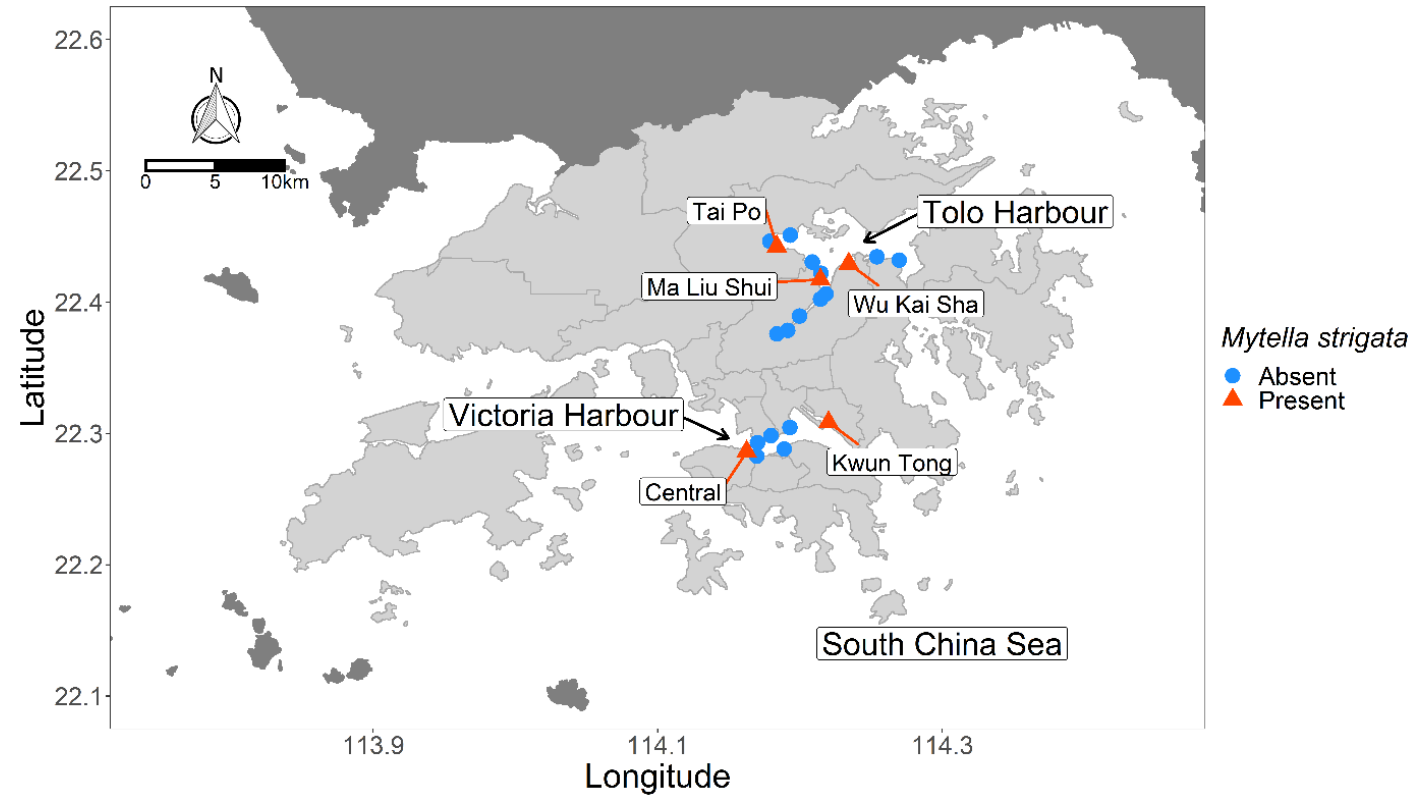 22.6
N
0 5 10km
22.5
Tai Po
Tolo Harbour
Ma Liu Shui
Wu Kai Sha
22.4
Latitude
Mytella strigata
Absent
Present
Victoria Harbour
22.3
Kwun Tong
Central
22.2
South China Sea
22.1
113.9 114.1 114.3
Longitude